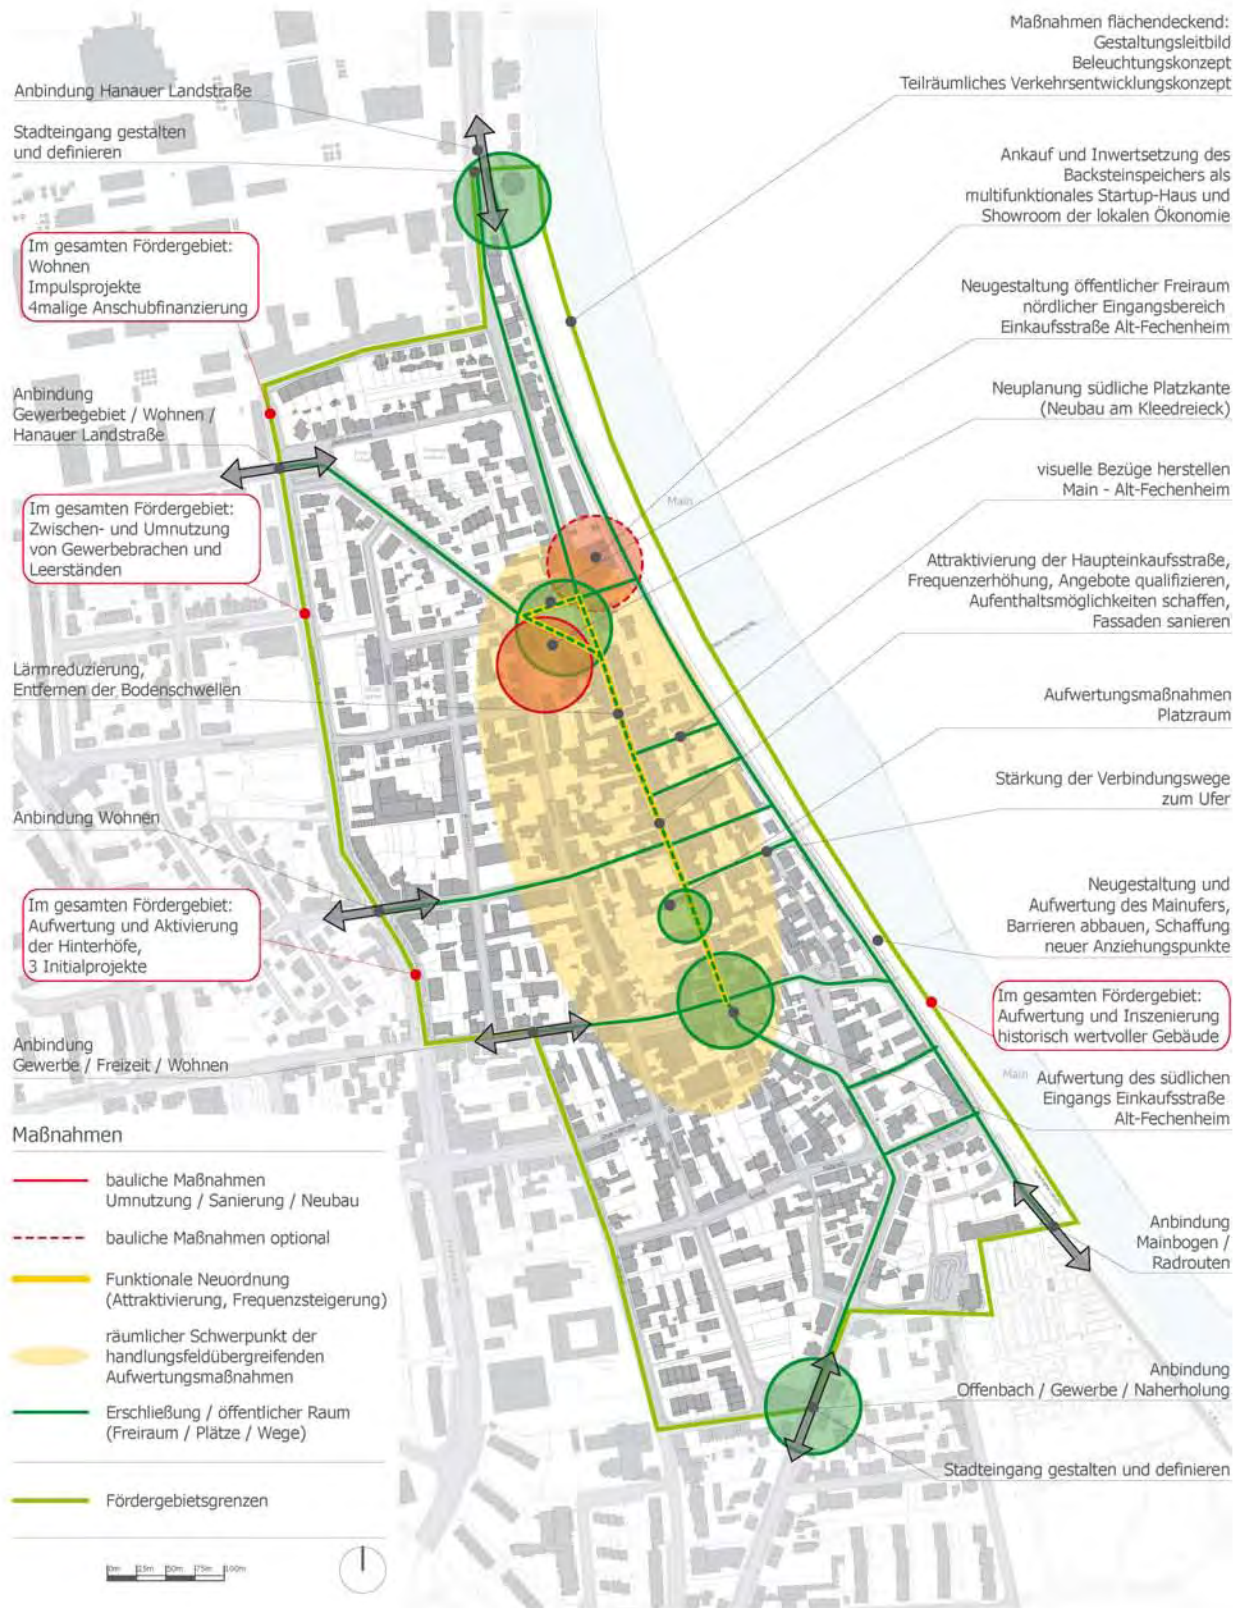 Maßnahmen flächendeckend:
Gestaltungsleitbild
Beleuchtungskonzept
Teilräumliches Verkehrsentwicklungskonzept
Anbindung Hanauer Landstraße
Stadteingang gestalten
und definieren
Ankauf und Inwertsetzung des
Backsteinspeichers als
multifunktionales Startup-Haus und
Showroom der lokalen Ökonomie
Im gesamten Fördergebiet:
Wohnen
Impulsprojekte
4malige Anschubfinanzierung
Neugestaltung öffentlicher Freiraum
nördlicher Eingangsbereich
Einkaufsstraße Alt-Fechenheim
Anbindung
Gewerbegebiet / Wohnen /
Hanauer Landstraße
Neuplanung südliche Platzkante
(Neubau am Kleedreieck)
visuelle Bezüge herstellen
Main - Alt-Fechenheim
Main
Im gesamten Fördergebiet:
Zwischen- und Umnutzung
von Gewerbebrachen und
Leerständen
Attraktivierung der Haupteinkaufsstraße,
Frequenzerhöhung, Angebote qualifizieren,
Aufenthaltsmöglichkeiten schaffen,
Fassaden sanieren
Lärmreduzierung,
Entfernen der Bodenschwellen
Aufwertungsmaßnahmen
Platzraum
Stärkung der Verbindungswege
zum Ufer
Anbindung Wohnen
Im gesamten Fördergebiet:
Aufwertung und Aktivierung
der Hinterhöfe,
3 Initialprojekte
Neugestaltung und
Aufwertung des Mainufers,
Barrieren abbauen, Schaffung
neuer Anziehungspunkte
Im gesamten Fördergebiet:
Aufwertung und Inszenierung
historisch wertvoller Gebäude
Anbindung
Gewerbe / Freizeit / Wohnen
Main
Aufwertung des südlichen
Eingangs Einkaufsstraße
Alt-Fechenheim
Anbindung
Mainbogen /
Radrouten
Anbindung
Offenbach / Gewerbe / Naherholung
Stadteingang gestalten und definieren
Maßnahmen
bauliche Maßnahmen
Umnutzung / Sanierung / Neubau
bauliche Maßnahmen optional
Funktionale Neuordnung
(Attraktivierung, Frequenzsteigerung)
räumlicher Schwerpunkt der
handlungsfeldübergreifenden
Aufwertungsmaßnahmen
Erschließung / öffentlicher Raum
(Freiraum / Plätze / Wege)
Fördergebietsgrenzen
0m 25m 50m 75m 100m